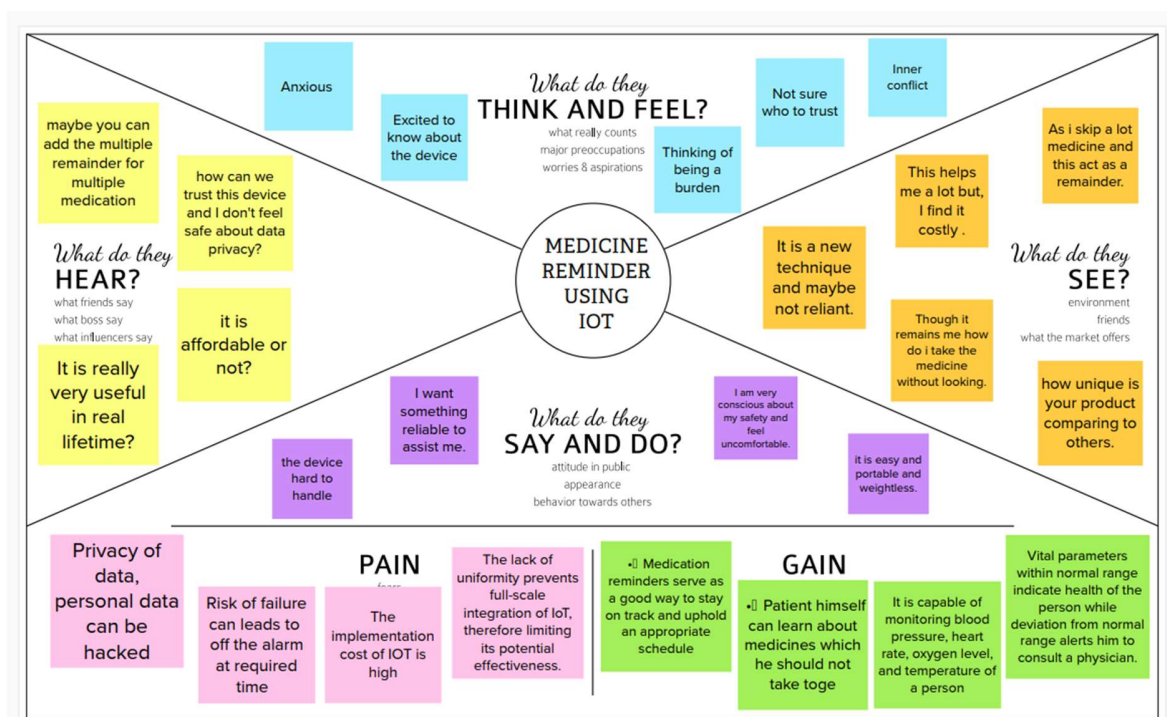 Anxious
Excited to
know about
the device
What do they
THINK AND FEEL?
what really counts
major preoccupations
worries & aspirations
Thinking of
being a
burden
Not sure
who to trust
Inner
conflict
maybe you can
add the multiple
remainder for
multiple
medication
how can we
trust this device
and I don't feel
safe about data
privacy?
What do they
HEAR?
what friends say
what boss say
what influencers say
it is
affordable or
not?
It is really
very useful
in real
lifetime?
MEDICINE
REMINDER
USING
IOT
As i skip a lot
medicine and
this act as a
remainder.
This helps
me a lot but,
I find it
costly .
It is a new
technique
and maybe
not reliant.
What do they
SEE?
environment
friends
what the market offers
Though it
remains me how
do i take the
medicine
without looking.
how unique is
your product
comparing to
others.
I want
something
reliable to
assist me.
the device
hard to
handle
What do they
SAY AND DO?
attitude in public
appearance
behavior towards others
I am very
conscious about
my safety and
feel
uncomfortable.
it is easy and
portable and
weightless.
Privacy of
data,
personal data
can be
hacked
Risk of failure
can leads to
off the alarm
at required
time
PAIN
The
implementation
cost of IOT is
high
The lack of
uniformity prevents
full-scale
integration of IoT,
therefore limiting
its potential
effectiveness.
• Medication
reminders serve as
a good way to stay
on track and uphold
an appropriate
schedule
GAIN
• Patient himself
can learn about
medicines which
he should not
take toge
It is capable of
monitoring blood
pressure, heart
rate, oxygen level,
and temperature of
a person
Vital parameters
within normal range
indicate health of the
person while
deviation from normal
range alerts him to
consult a physician.